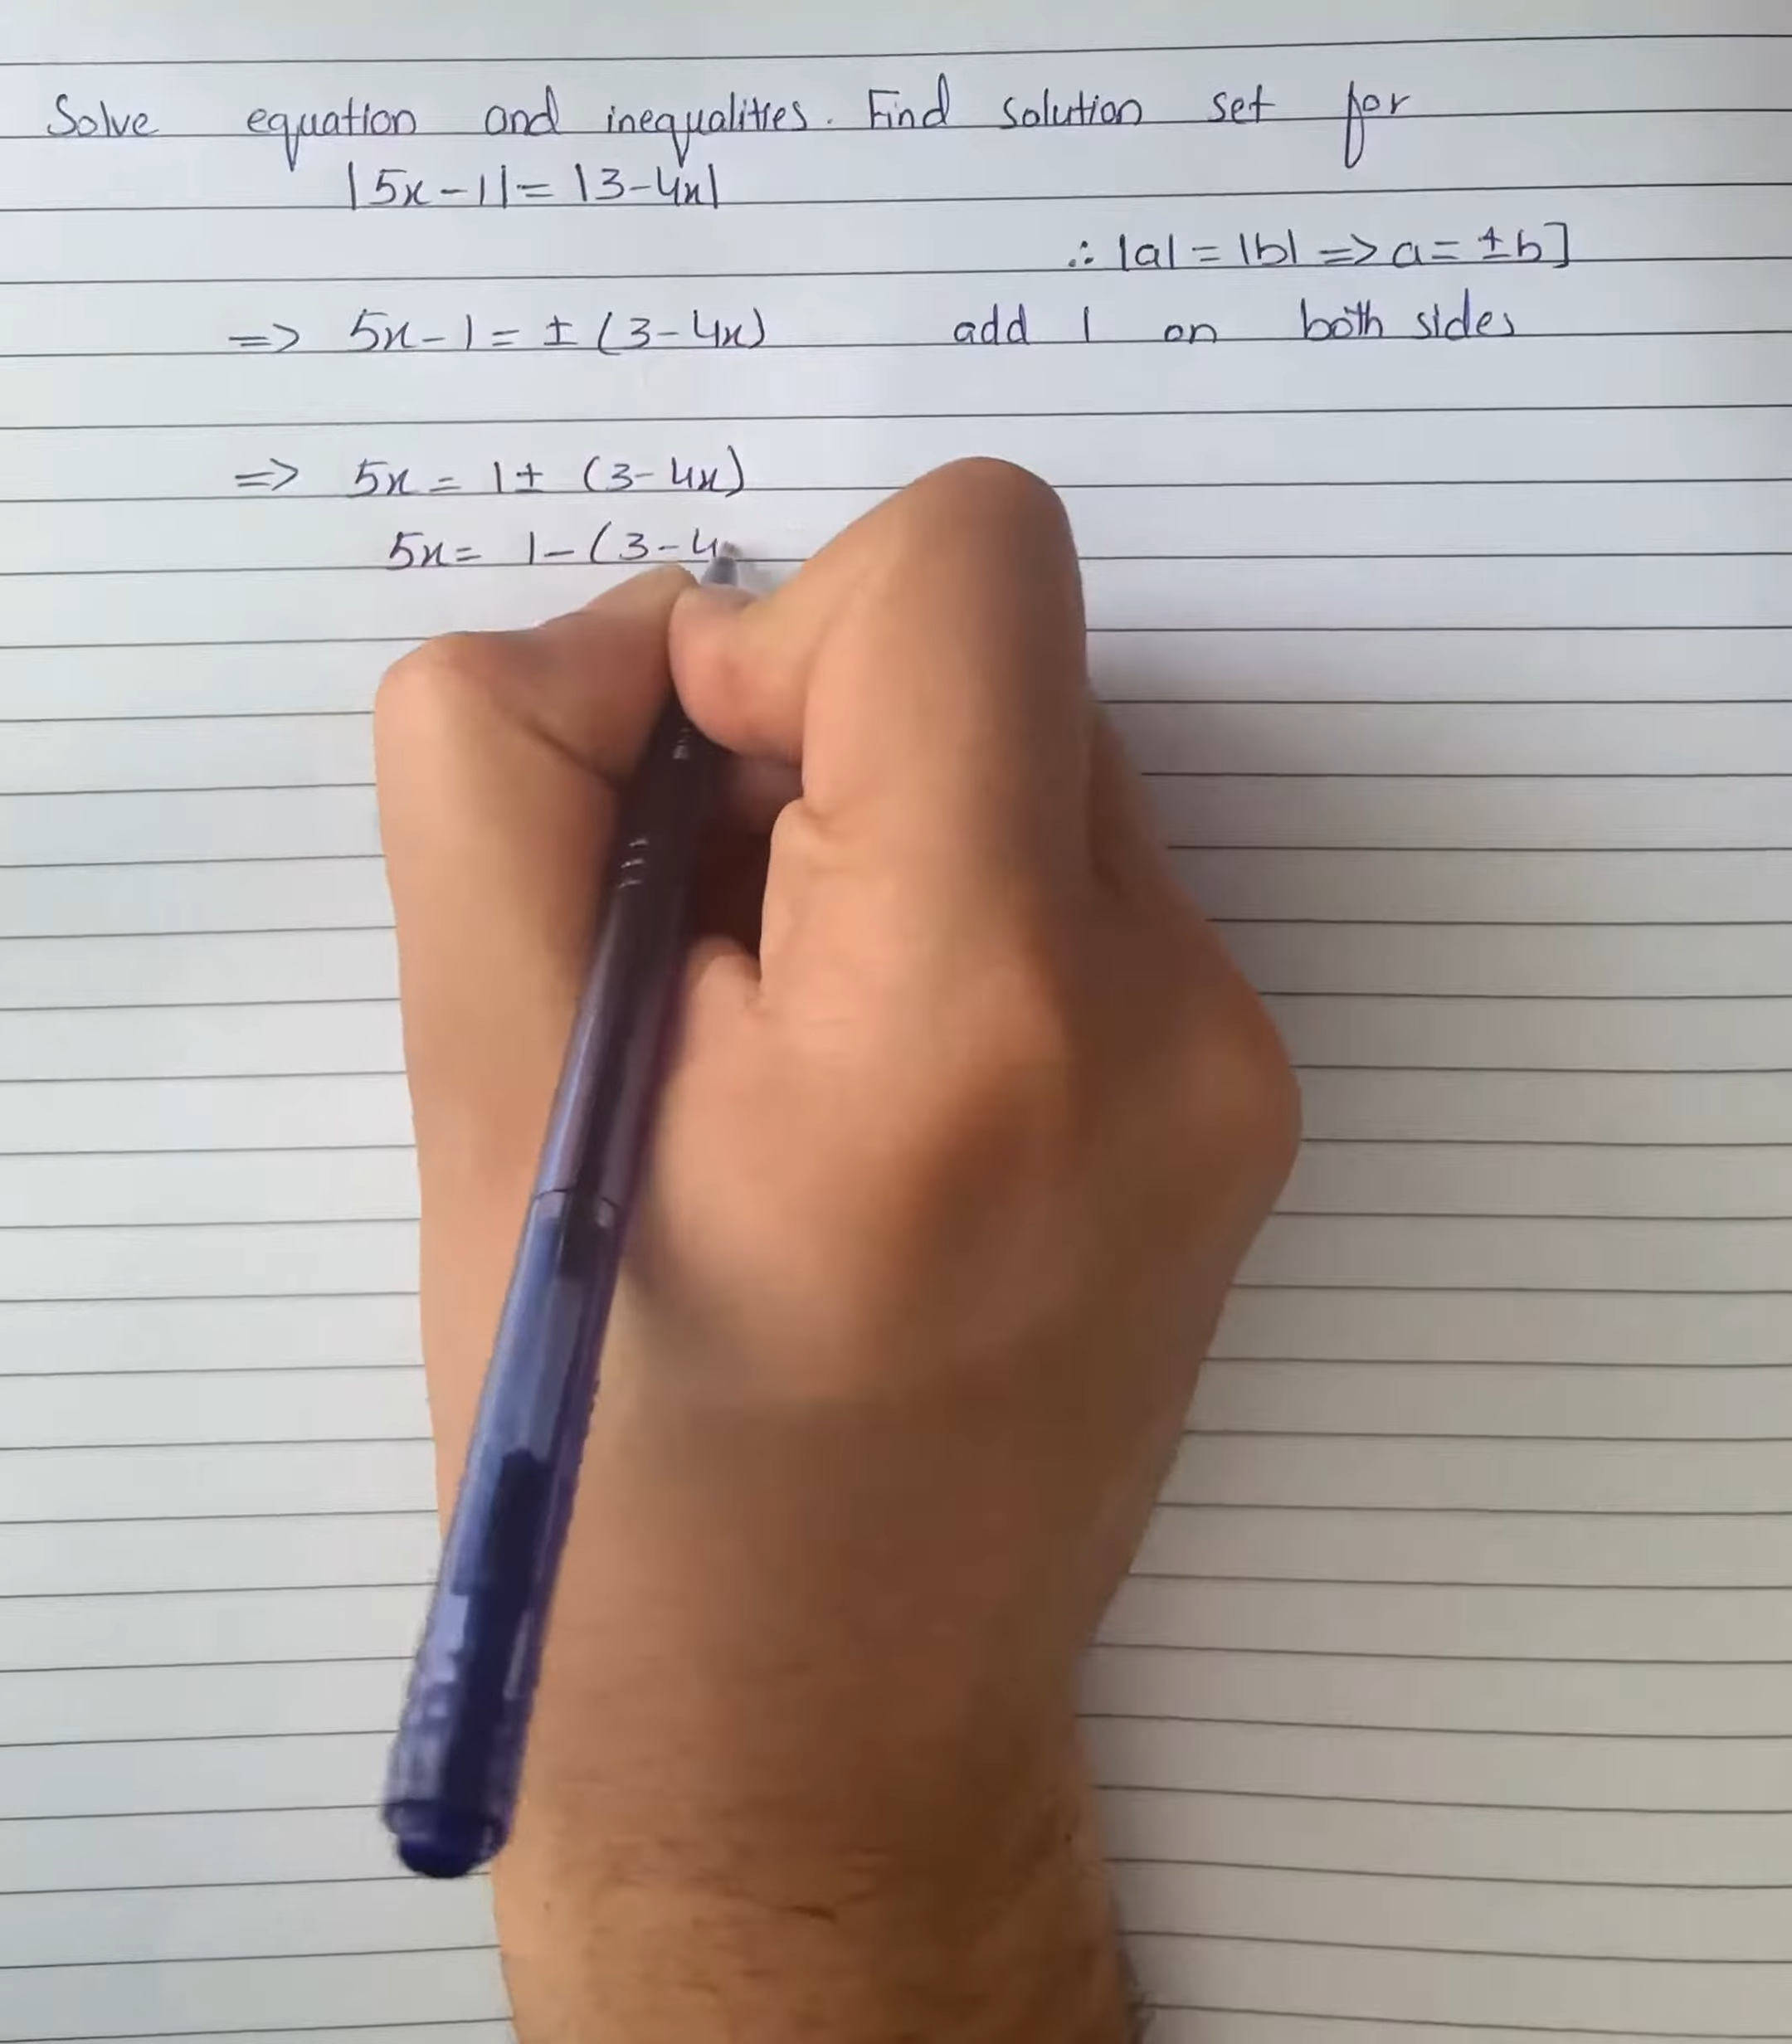 Solve equation and inequalities. Find solution set for
|5x-1| = |3-4x|
∴ |a| = |b| => a = ±b]
=> 5x-1 = ± (3-4x) add 1 on both sides
=> 5x = 1± (3-4x)
5x = 1-(3-4